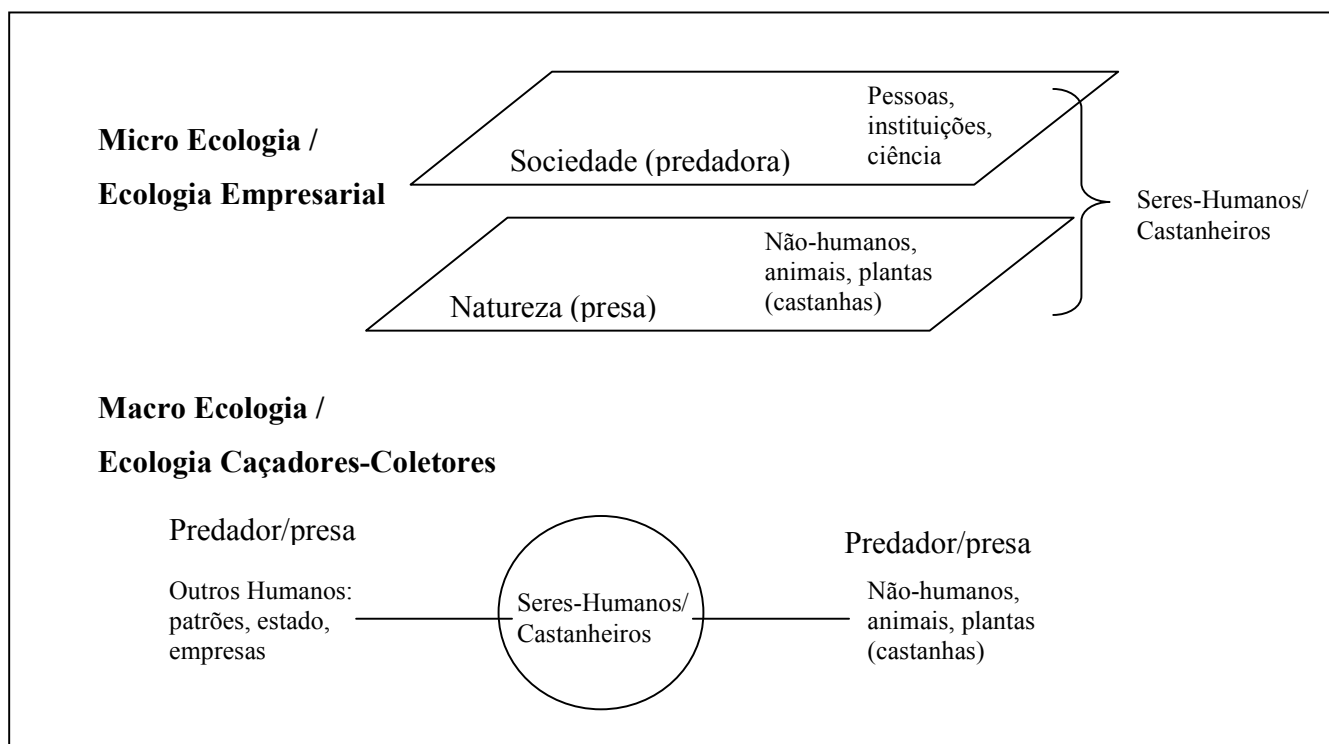 Micro Ecologia /
Ecologia Empresarial
Pessoas,
instituições,
ciência
Sociedade (predadora)
Não-humanos,
animais, plantas
(castanhas)
Natureza (presa)
Seres-Humanos/
Castanheiros
Macro Ecologia /
Ecologia Caçadores-Coletores
Predador/presa
Outros Humanos:
patrões, estado,
empresas
Seres-Humanos/
Castanheiros
Predador/presa
Não-humanos,
animais, plantas
(castanhas)